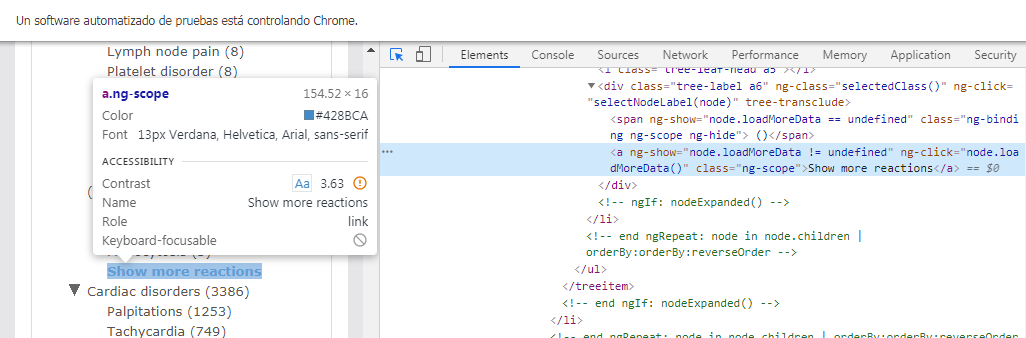 Un software automatizado de pruebas está controlando Chrome.
Lymph node pain (8)
Platelet disorder (8)
a.ng-scope 154.52 × 16
Color #428BCA
Font 13px Verdana, Helvetica, Arial, sans-serif
ACCESSIBILITY
Contrast Aa 3.63
Name Show more reactions
Role link
Keyboard-focusable
Show more reactions
Cardiac disorders (3386)
Palpitations (1253)
Tachycardia (749)
Elements Console Sources Network Performance Memory Application Security
<i class="tree-leaf-head a5"></i>
▼<div class="tree-label a6" ng-class="selectedClass()" ng-click=
"selectNodeLabel(node)" tree-transclude>
<span ng-show="node.loadMoreData == undefined" class="ng-bindi
ng ng-scope ng-hide"> ()</span>
… <a ng-show="node.loadMoreData != undefined" ng-click="node.loa
dMoreData()" class="ng-scope">Show more reactions</a> == $0
</div>
<!-- ngIf: nodeExpanded() -->
</li>
<!-- end ngRepeat: node in node.children |
orderBy:orderBy:reverseOrder -->
</ul>
</treeitem>
<!-- end ngIf: nodeExpanded() -->
</li>
<!-- end ngRepeat: node in node.children | orderBy:orderBy:reverseOrder